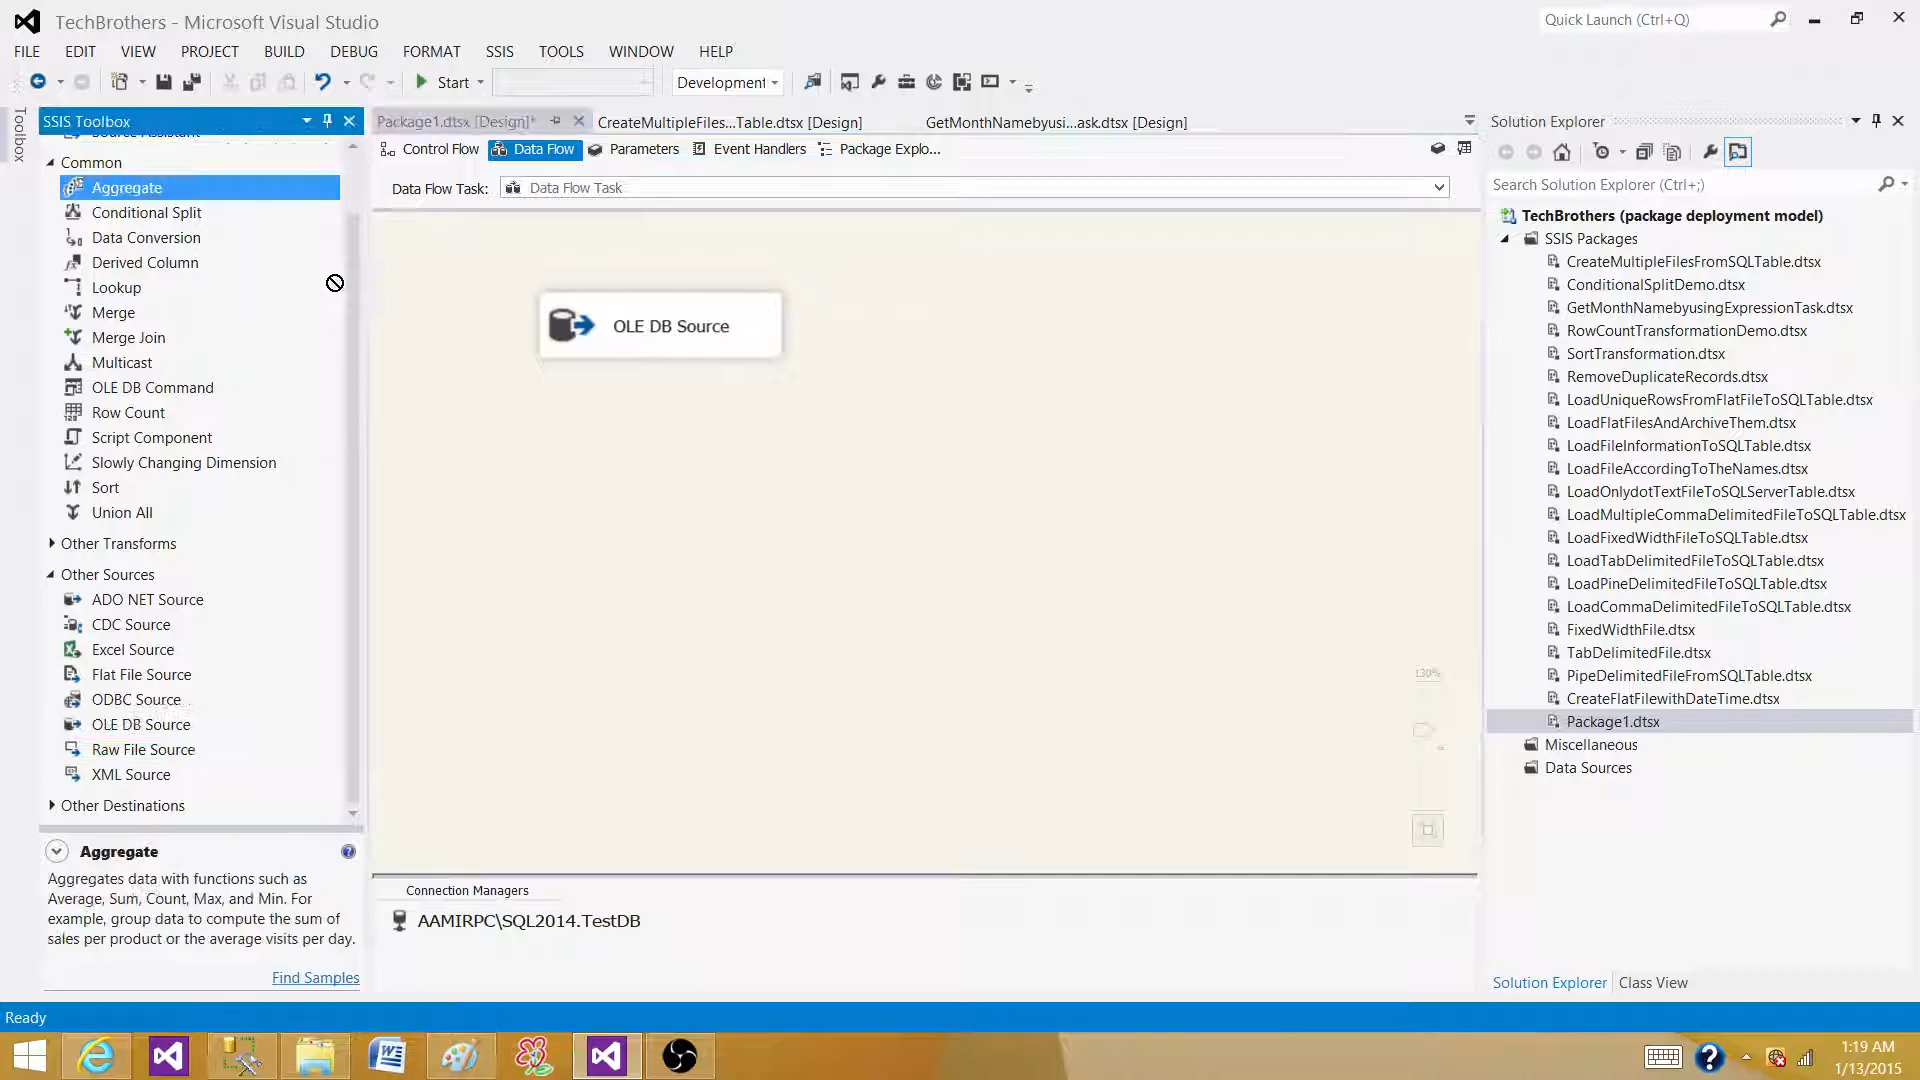 TechBrothers - Microsoft Visual Studio
Quick Launch (Ctrl+Q)
FILE EDIT VIEW PROJECT BUILD DEBUG FORMAT SSIS TOOLS WINDOW HELP
Start
Development
Toolbox
SSIS Toolbox
Source Assistant
Common
Aggregate
Conditional Split
Data Conversion
Derived Column
Lookup
Merge
Merge Join
Multicast
OLE DB Command
Row Count
Script Component
Slowly Changing Dimension
Sort
Union All
Other Transforms
Other Sources
ADO NET Source
CDC Source
Excel Source
Flat File Source
ODBC Source
OLE DB Source
Raw File Source
XML Source
Other Destinations
Aggregate
Aggregates data with functions such as
Average, Sum, Count, Max, and Min. For
example, group data to compute the sum of
sales per product or the average visits per day.
Find Samples
Package1.dtsx [Design]*
CreateMultipleFiles...Table.dtsx [Design]
GetMonthNamebyusi...ask.dtsx [Design]
Control Flow
Data Flow
Parameters
Event Handlers
Package Explo...
Data Flow Task:
Data Flow Task
OLE DB Source
130%
Connection Managers
AAMIRPC\SQL2014.TestDB
Solution Explorer
Search Solution Explorer (Ctrl+;)
TechBrothers (package deployment model)
SSIS Packages
CreateMultipleFilesFromSQLTable.dtsx
ConditionalSplitDemo.dtsx
GetMonthNamebyusingExpressionTask.dtsx
RowCountTransformationDemo.dtsx
SortTransformation.dtsx
RemoveDuplicateRecords.dtsx
LoadUniqueRowsFromFlatFileToSQLTable.dtsx
LoadFlatFilesAndArchiveThem.dtsx
LoadFileInformationToSQLTable.dtsx
LoadFileAccordingToTheNames.dtsx
LoadOnlydotTextFileToSQLServerTable.dtsx
LoadMultipleCommaDelimitedFileToSQLTable.dtsx
LoadFixedWidthFileToSQLTable.dtsx
LoadTabDelimitedFileToSQLTable.dtsx
LoadPineDelimitedFileToSQLTable.dtsx
LoadCommaDelimitedFileToSQLTable.dtsx
FixedWidthFile.dtsx
TabDelimitedFile.dtsx
PipeDelimitedFileFromSQLTable.dtsx
CreateFlatFilewithDateTime.dtsx
Package1.dtsx
Miscellaneous
Data Sources
Solution Explorer
Class View
Ready
1:19 AM
1/13/2015